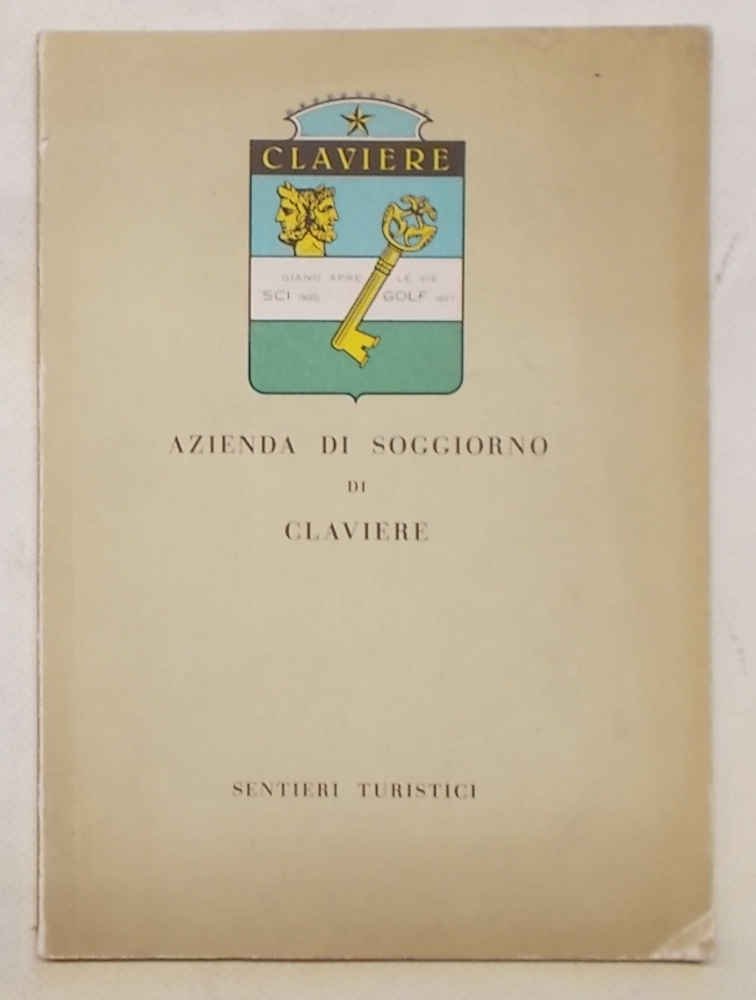 CLAVIERE
GIANO APRE LE VIE
SCI GOLF
AZIENDA DI SOGGIORNO
DI
CLAVIERE
SENTIERI TURISTICI